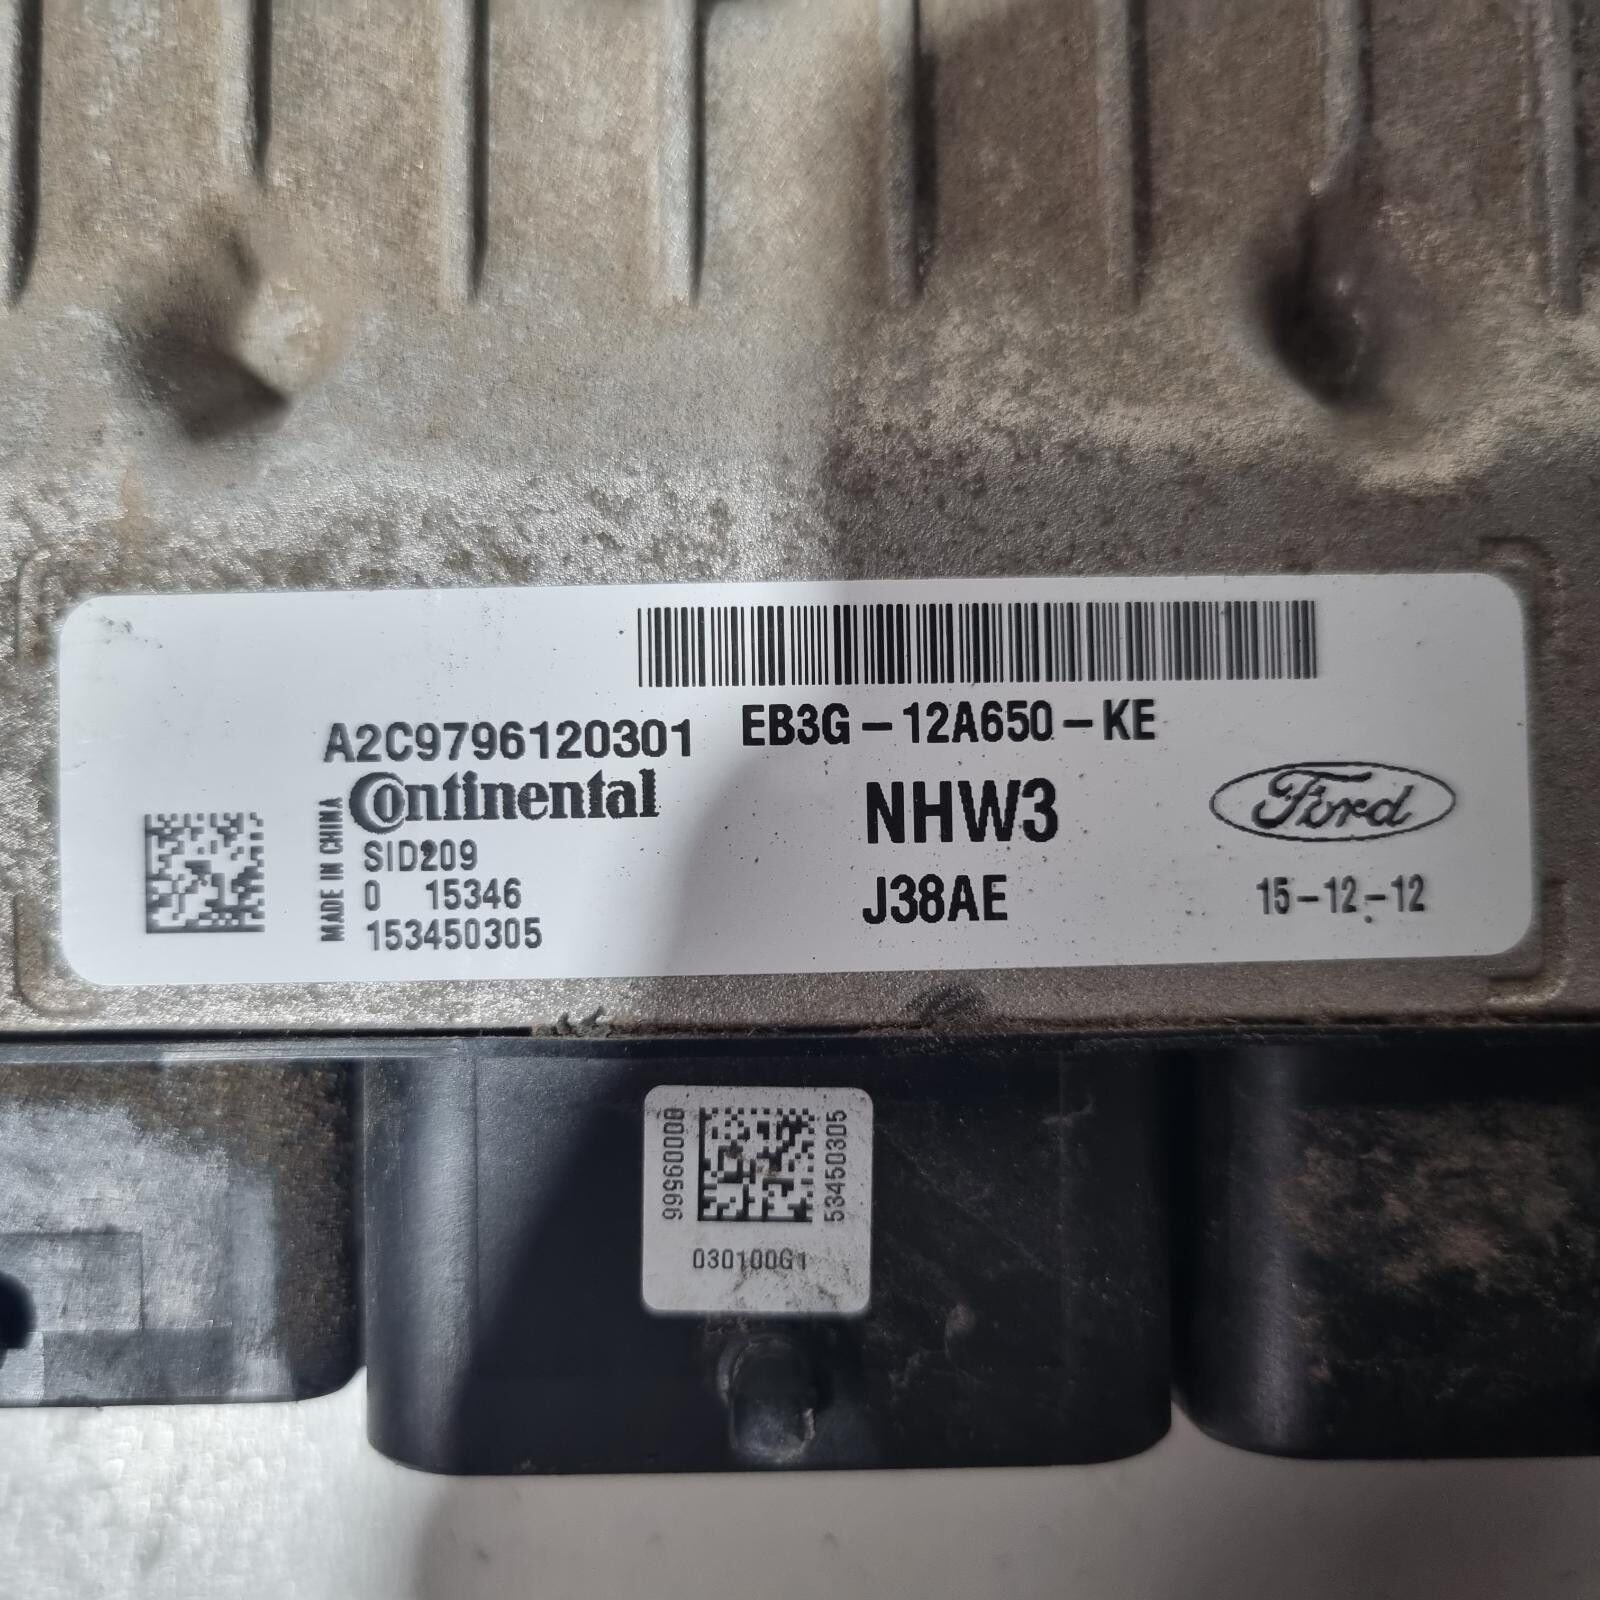 A2C9796120301
EB3G-12A650-KE
MADE IN CHINA
Continental
NHW3
Ford
SID209
0 15346
J38AE
15-12-12
153450305
53450305
030100G1